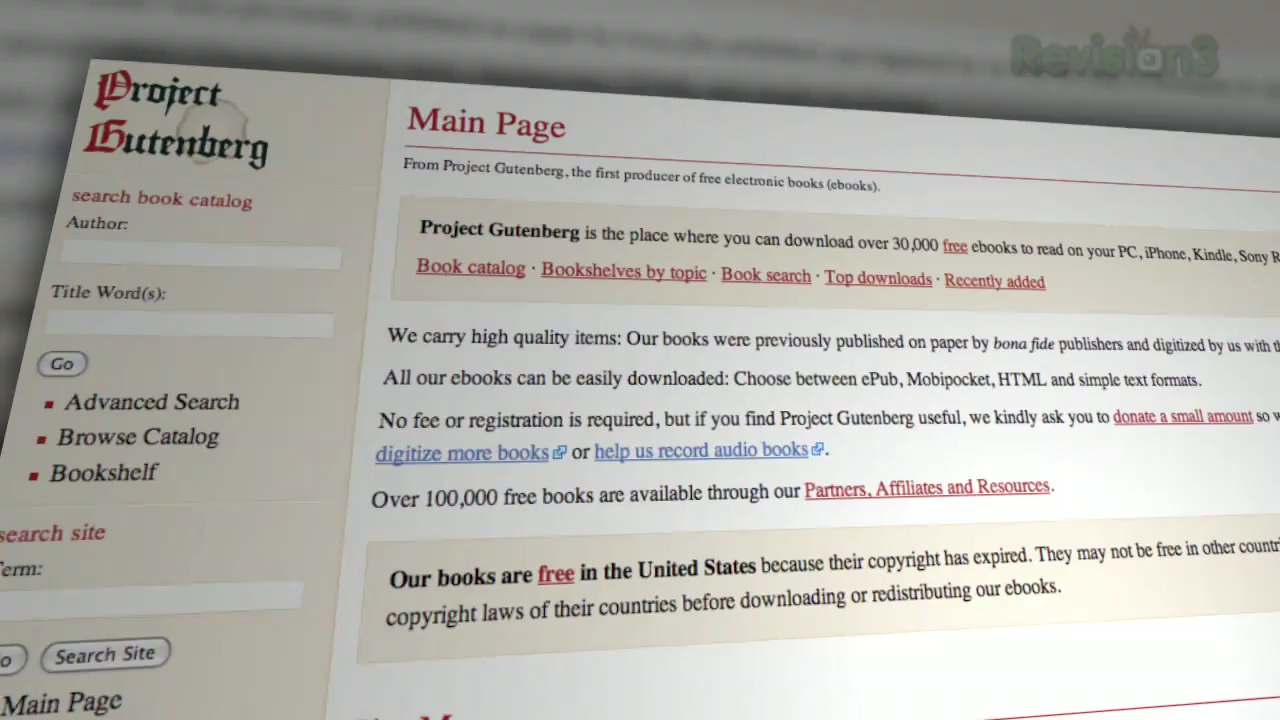 Revision3
Project
Gutenberg
search book catalog
Author:
Title Word(s):
Go
Advanced Search
Browse Catalog
Bookshelf
search site
Term:
Search Site
Main Page
Main Page
From Project Gutenberg, the first producer of free electronic books (ebooks).
Project Gutenberg is the place where you can download over 30,000 free ebooks to read on your PC, iPhone, Kindle, Sony R
Book catalog · Bookshelves by topic · Book search · Top downloads · Recently added
We carry high quality items: Our books were previously published on paper by bona fide publishers and digitized by us with th
All our ebooks can be easily downloaded: Choose between ePub, Mobipocket, HTML and simple text formats.
No fee or registration is required, but if you find Project Gutenberg useful, we kindly ask you to donate a small amount so w
digitize more books or help us record audio books.
Over 100,000 free books are available through our Partners, Affiliates and Resources.
Our books are free in the United States because their copyright has expired. They may not be free in other countri
copyright laws of their countries before downloading or redistributing our ebooks.